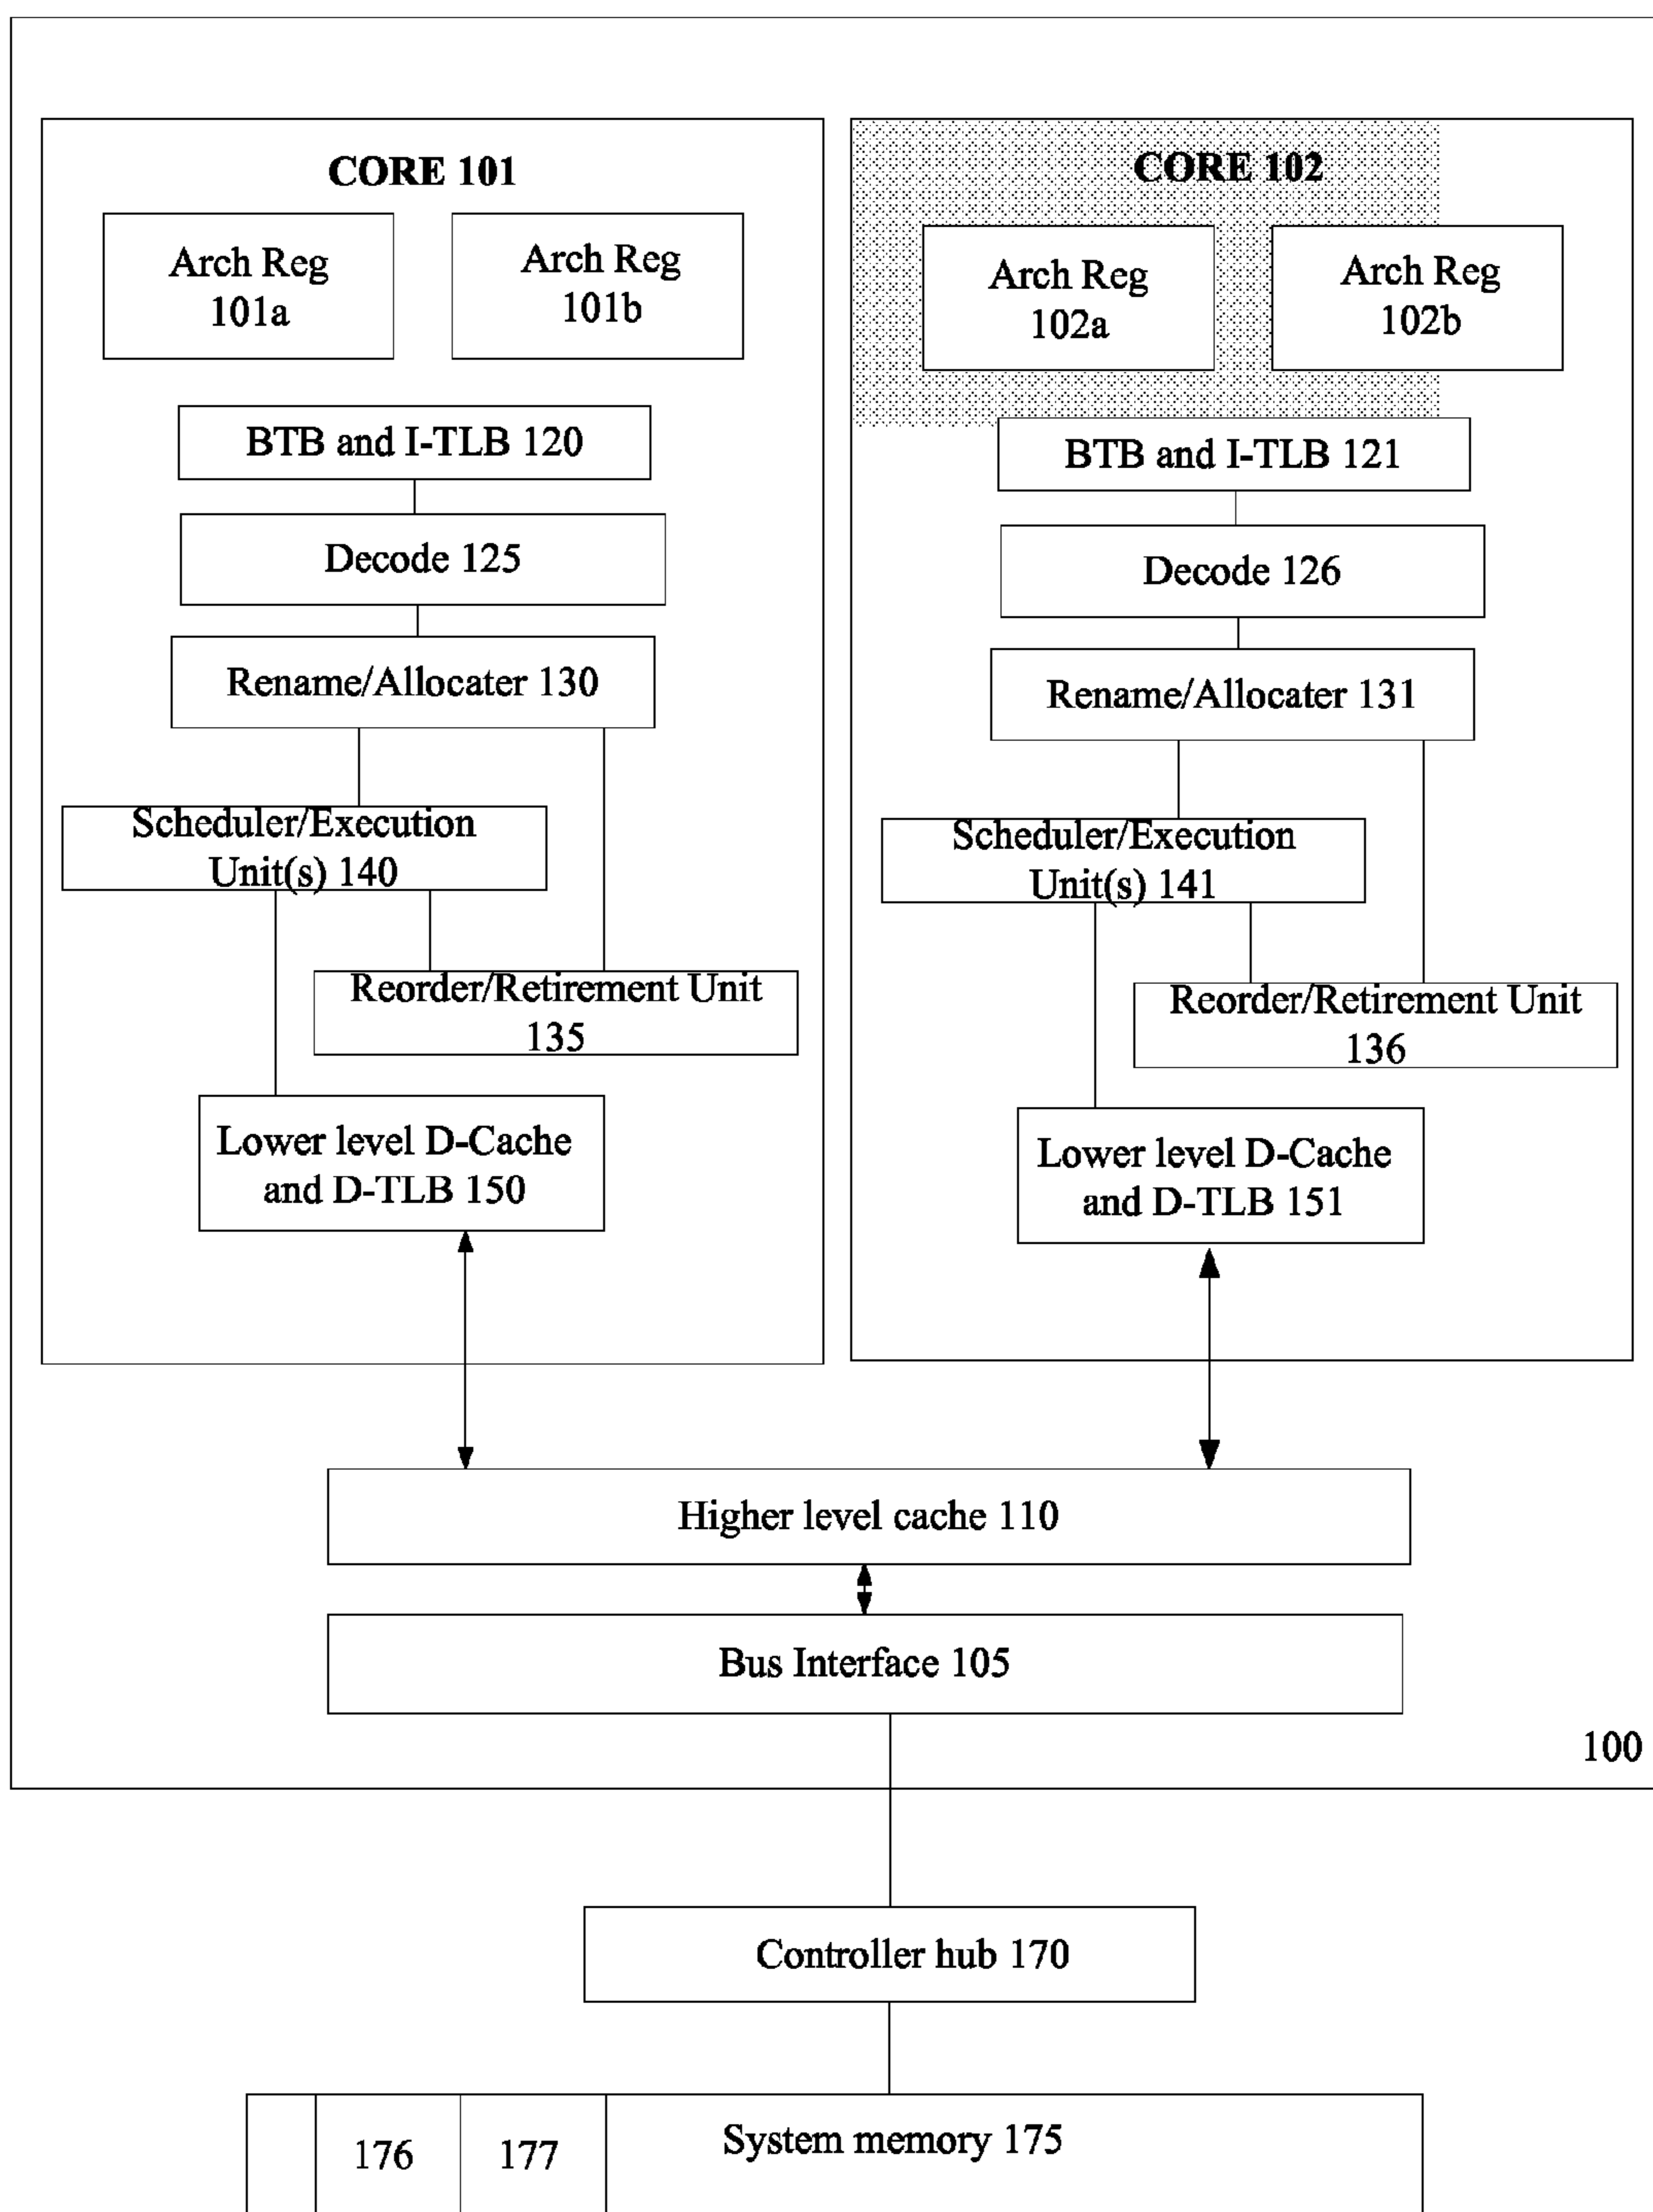 CORE 101
Arch Reg
101a
Arch Reg
101b
BTB and I-TLB 120
Decode 125
Rename/Allocater 130
Scheduler/Execution
Unit(s) 140
Reorder/Retirement Unit
135
Lower level D-Cache
and D-TLB 150
CORE 102
Arch Reg
102a
Arch Reg
102b
BTB and I-TLB 121
Decode 126
Rename/Allocater 131
Scheduler/Execution
Unit(s) 141
Reorder/Retirement Unit
136
Lower level D-Cache
and D-TLB 151
Higher level cache 110
Bus Interface 105
100
Controller hub 170
176
177
System memory 175